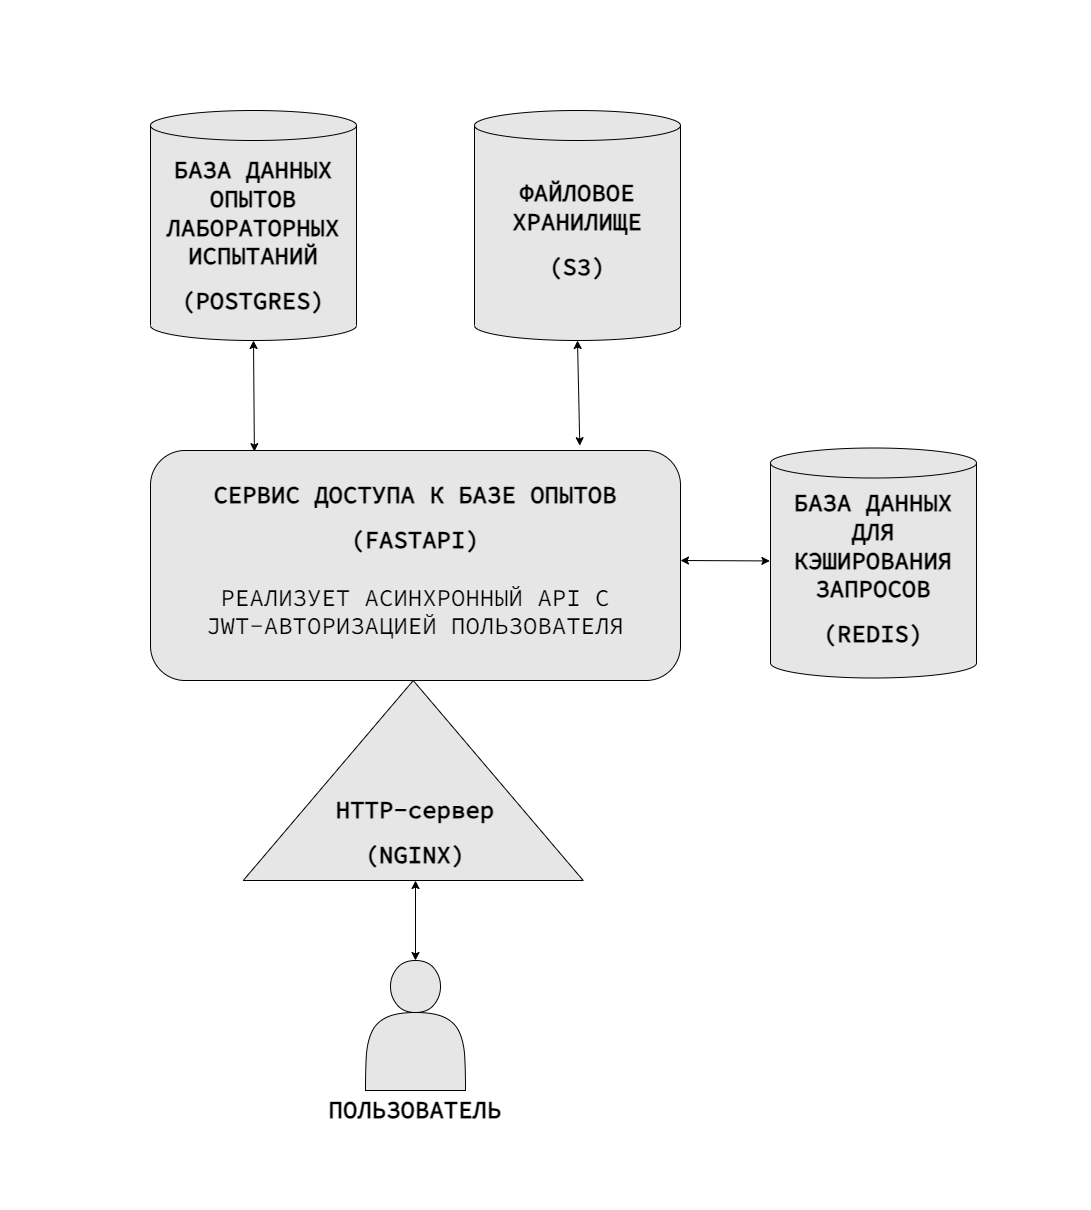 БАЗА ДАННЫХ
ОПЫТОВ
ЛАБОРАТОРНЫХ
ИСПЫТАНИЙ
(POSTGRES)
ФАЙЛОВОЕ
ХРАНИЛИЩЕ
(S3)
СЕРВИС ДОСТУПА К БАЗЕ ОПЫТОВ
(FASTAPI)
РЕАЛИЗУЕТ АСИНХРОННЫЙ API С
JWT-АВТОРИЗАЦИЕЙ ПОЛЬЗОВАТЕЛЯ
БАЗА ДАННЫХ
ДЛЯ
КЭШИРОВАНИЯ
ЗАПРОСОВ
(REDIS)
HTTP-сервер
(NGINX)
ПОЛЬЗОВАТЕЛЬ